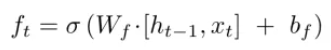 f_t = σ (W_f·[h_{t−1}, x_t] + b_f)